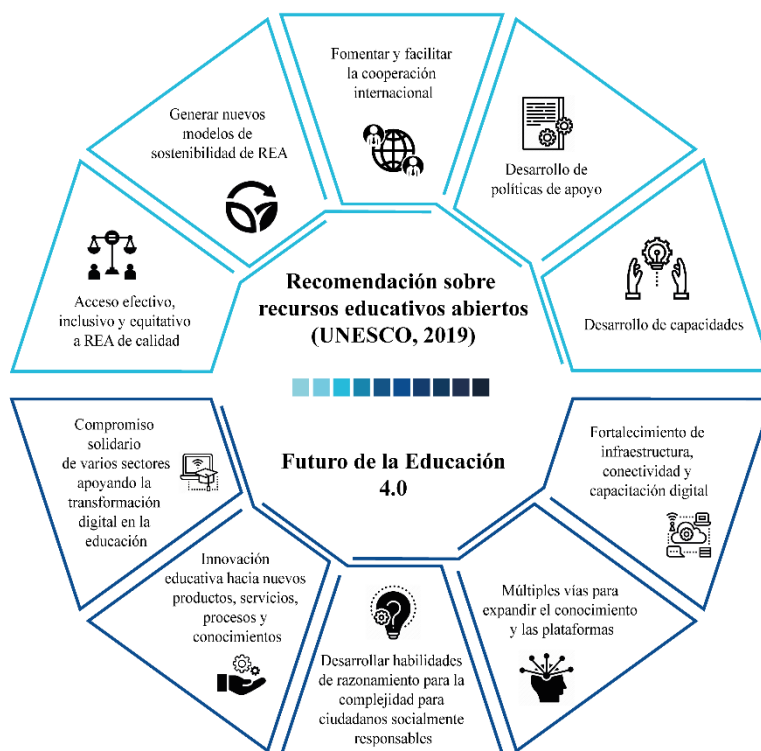 Fomentar y facilitar
la cooperación
internacional
Generar nuevos
modelos de
sostenibilidad de REA
Desarrollo de
políticas de apoyo
Acceso efectivo,
inclusivo y equitativo
a REA de calidad
Desarrollo de capacidades
Recomendación sobre
recursos educativos abiertos
(UNESCO, 2019)
Futuro de la Educación
4.0
Compromiso
solidario
de varios sectores
apoyando la
transformación
digital en la
educación
Fortalecimiento de
infraestructura,
conectividad y
capacitación digital
Innovación
educativa hacia nuevos
productos, servicios,
procesos y
conocimientos
Múltiples vías para
expandir el conocimiento
y las plataformas
Desarrollar habilidades
de razonamiento para la
complejidad para
ciudadanos socialmente
responsables